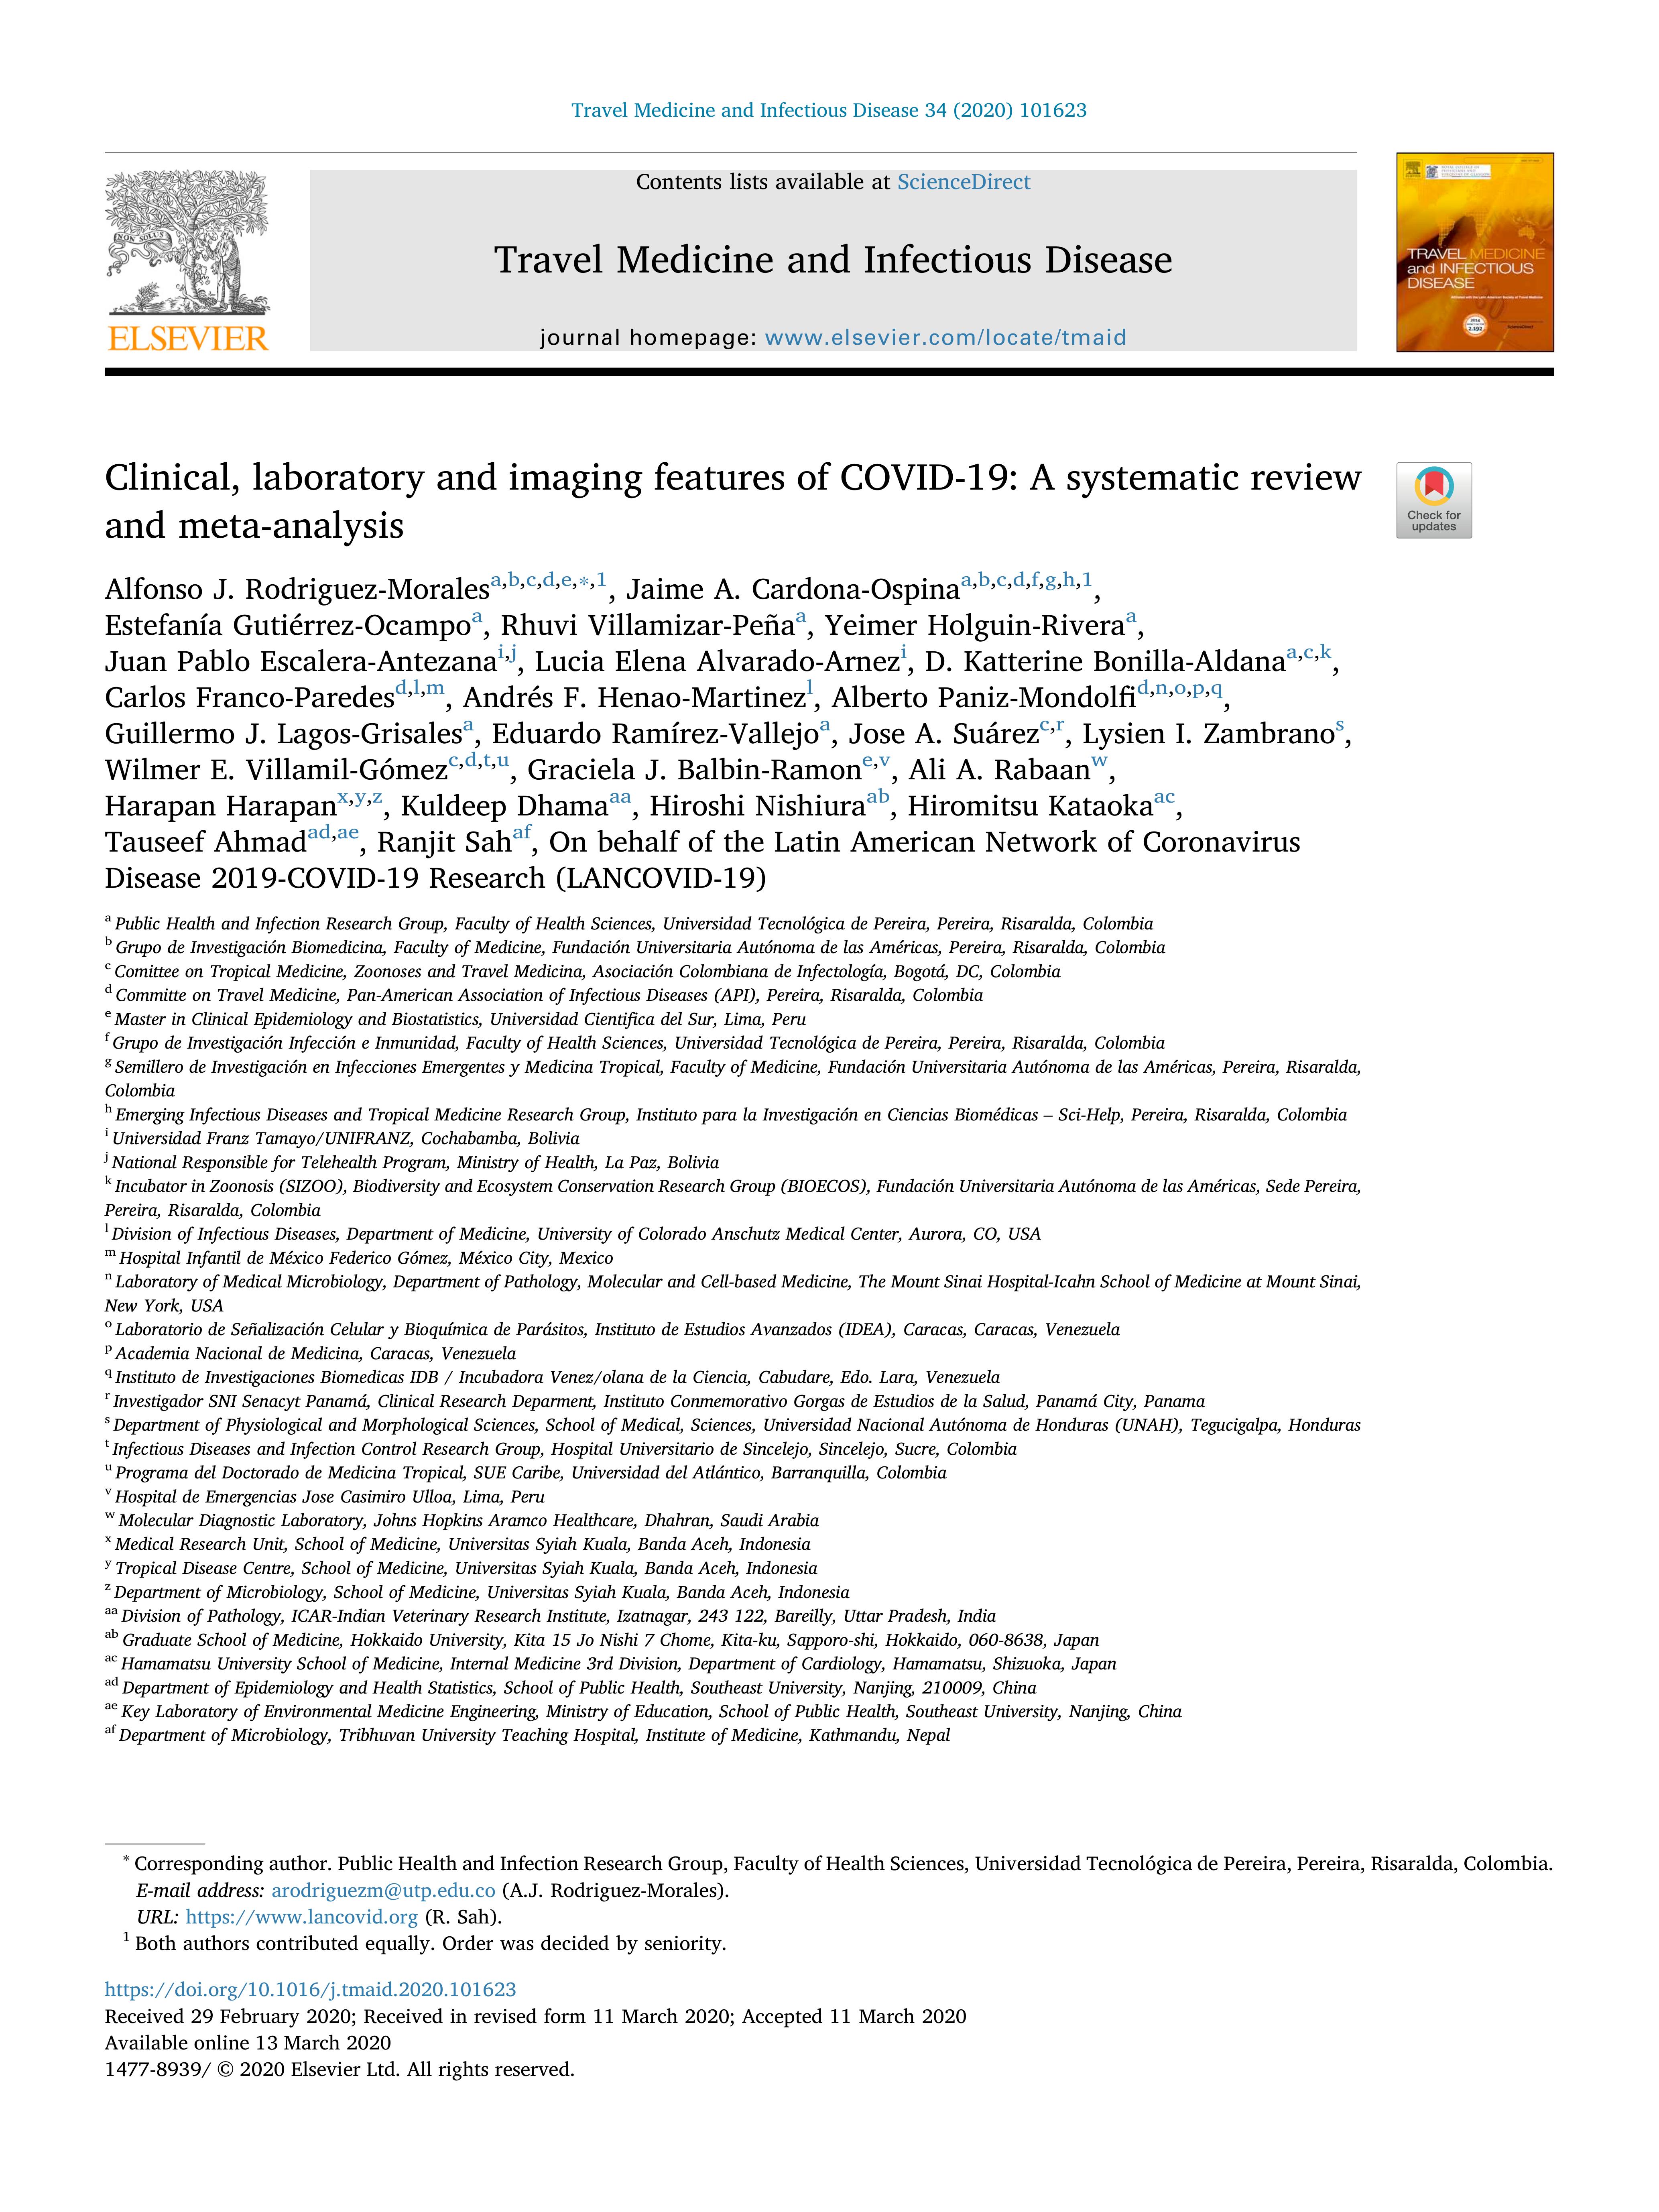 Travel Medicine and Infectious Disease 34 (2020) 101623
Contents lists available at ScienceDirect
Travel Medicine and Infectious Disease
journal homepage: www.elsevier.com/locate/tmaid
NON SOLUS
ELSEVIER
TRAVEL MEDICINE
and INFECTIOUS
DISEASE
Clinical, laboratory and imaging features of COVID-19: A systematic review
and meta-analysis
Check for
updates
Alfonso J. Rodriguez-Morales a,b,c,d,e,*,1, Jaime A. Cardona-Ospina a,b,c,d,f,g,h,1,
Estefanía Gutiérrez-Ocampo a, Rhuvi Villamizar-Peña a, Yeimer Holguin-Rivera a,
Juan Pablo Escalera-Antezana i,j, Lucia Elena Alvarado-Arnez i, D. Katterine Bonilla-Aldana a,c,k,
Carlos Franco-Paredes d,l,m, Andrés F. Henao-Martinez l, Alberto Paniz-Mondolfi d,n,o,p,q,
Guillermo J. Lagos-Grisales a, Eduardo Ramírez-Vallejo a, Jose A. Suárez c,r, Lysien I. Zambrano s,
Wilmer E. Villamil-Gómez c,d,t,u, Graciela J. Balbin-Ramon e,v, Ali A. Rabaan w,
Harapan Harapan x,y,z, Kuldeep Dhama aa, Hiroshi Nishiura ab, Hiromitsu Kataoka ac,
Tauseef Ahmad ad,ae, Ranjit Sah af, On behalf of the Latin American Network of Coronavirus
Disease 2019-COVID-19 Research (LANCOVID-19)
a Public Health and Infection Research Group, Faculty of Health Sciences, Universidad Tecnológica de Pereira, Pereira, Risaralda, Colombia
b Grupo de Investigación Biomedicina, Faculty of Medicine, Fundación Universitaria Autónoma de las Américas, Pereira, Risaralda, Colombia
c Comittee on Tropical Medicine, Zoonoses and Travel Medicina, Asociación Colombiana de Infectología, Bogotá, DC, Colombia
d Committe on Travel Medicine, Pan-American Association of Infectious Diseases (API), Pereira, Risaralda, Colombia
e Master in Clinical Epidemiology and Biostatistics, Universidad Cientifica del Sur, Lima, Peru
f Grupo de Investigación Infección e Inmunidad, Faculty of Health Sciences, Universidad Tecnológica de Pereira, Pereira, Risaralda, Colombia
g Semillero de Investigación en Infecciones Emergentes y Medicina Tropical, Faculty of Medicine, Fundación Universitaria Autónoma de las Américas, Pereira, Risaralda,
Colombia
h Emerging Infectious Diseases and Tropical Medicine Research Group, Instituto para la Investigación en Ciencias Biomédicas – Sci-Help, Pereira, Risaralda, Colombia
i Universidad Franz Tamayo/UNIFRANZ, Cochabamba, Bolivia
j National Responsible for Telehealth Program, Ministry of Health, La Paz, Bolivia
k Incubator in Zoonosis (SIZOO), Biodiversity and Ecosystem Conservation Research Group (BIOECOS), Fundación Universitaria Autónoma de las Américas, Sede Pereira,
Pereira, Risaralda, Colombia
l Division of Infectious Diseases, Department of Medicine, University of Colorado Anschutz Medical Center, Aurora, CO, USA
m Hospital Infantil de México Federico Gómez, México City, Mexico
n Laboratory of Medical Microbiology, Department of Pathology, Molecular and Cell-based Medicine, The Mount Sinai Hospital-Icahn School of Medicine at Mount Sinai,
New York, USA
o Laboratorio de Señalización Celular y Bioquímica de Parásitos, Instituto de Estudios Avanzados (IDEA), Caracas, Caracas, Venezuela
p Academia Nacional de Medicina, Caracas, Venezuela
q Instituto de Investigaciones Biomedicas IDB / Incubadora Venez/olana de la Ciencia, Cabudare, Edo. Lara, Venezuela
r Investigador SNI Senacyt Panamá, Clinical Research Deparment, Instituto Conmemorativo Gorgas de Estudios de la Salud, Panamá City, Panama
s Department of Physiological and Morphological Sciences, School of Medical, Sciences, Universidad Nacional Autónoma de Honduras (UNAH), Tegucigalpa, Honduras
t Infectious Diseases and Infection Control Research Group, Hospital Universitario de Sincelejo, Sincelejo, Sucre, Colombia
u Programa del Doctorado de Medicina Tropical, SUE Caribe, Universidad del Atlántico, Barranquilla, Colombia
v Hospital de Emergencias Jose Casimiro Ulloa, Lima, Peru
w Molecular Diagnostic Laboratory, Johns Hopkins Aramco Healthcare, Dhahran, Saudi Arabia
x Medical Research Unit, School of Medicine, Universitas Syiah Kuala, Banda Aceh, Indonesia
y Tropical Disease Centre, School of Medicine, Universitas Syiah Kuala, Banda Aceh, Indonesia
z Department of Microbiology, School of Medicine, Universitas Syiah Kuala, Banda Aceh, Indonesia
aa Division of Pathology, ICAR-Indian Veterinary Research Institute, Izatnagar, 243 122, Bareilly, Uttar Pradesh, India
ab Graduate School of Medicine, Hokkaido University, Kita 15 Jo Nishi 7 Chome, Kita-ku, Sapporo-shi, Hokkaido, 060-8638, Japan
ac Hamamatsu University School of Medicine, Internal Medicine 3rd Division, Department of Cardiology, Hamamatsu, Shizuoka, Japan
ad Department of Epidemiology and Health Statistics, School of Public Health, Southeast University, Nanjing, 210009, China
ae Key Laboratory of Environmental Medicine Engineering, Ministry of Education, School of Public Health, Southeast University, Nanjing, China
af Department of Microbiology, Tribhuvan University Teaching Hospital, Institute of Medicine, Kathmandu, Nepal
* Corresponding author. Public Health and Infection Research Group, Faculty of Health Sciences, Universidad Tecnológica de Pereira, Pereira, Risaralda, Colombia.
E-mail address: arodriguezm@utp.edu.co (A.J. Rodriguez-Morales).
URL: https://www.lancovid.org (R. Sah).
1 Both authors contributed equally. Order was decided by seniority.
https://doi.org/10.1016/j.tmaid.2020.101623
Received 29 February 2020; Received in revised form 11 March 2020; Accepted 11 March 2020
Available online 13 March 2020
1477-8939/ © 2020 Elsevier Ltd. All rights reserved.